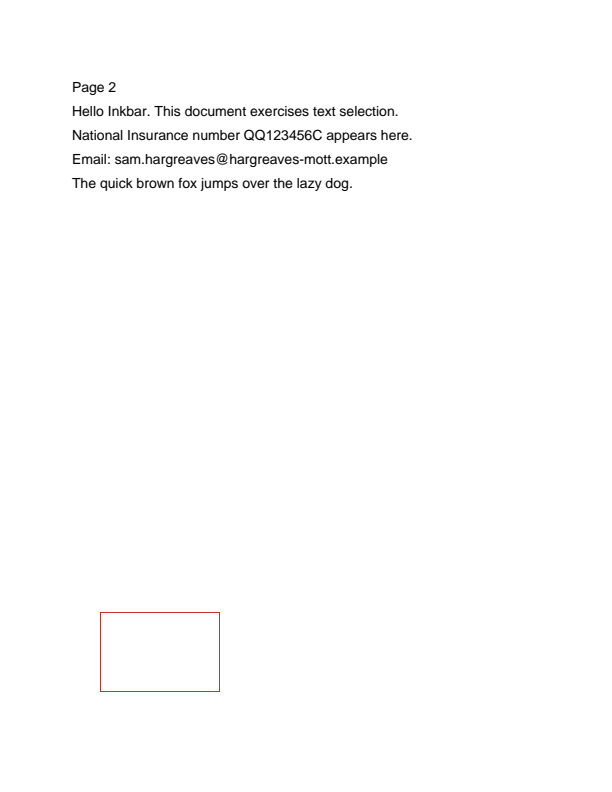 Page 2
Hello Inkbar. This document exercises text selection.
National Insurance number QQ123456C appears here.
Email: sam.hargreaves@hargreaves-mott.example
The quick brown fox jumps over the lazy dog.